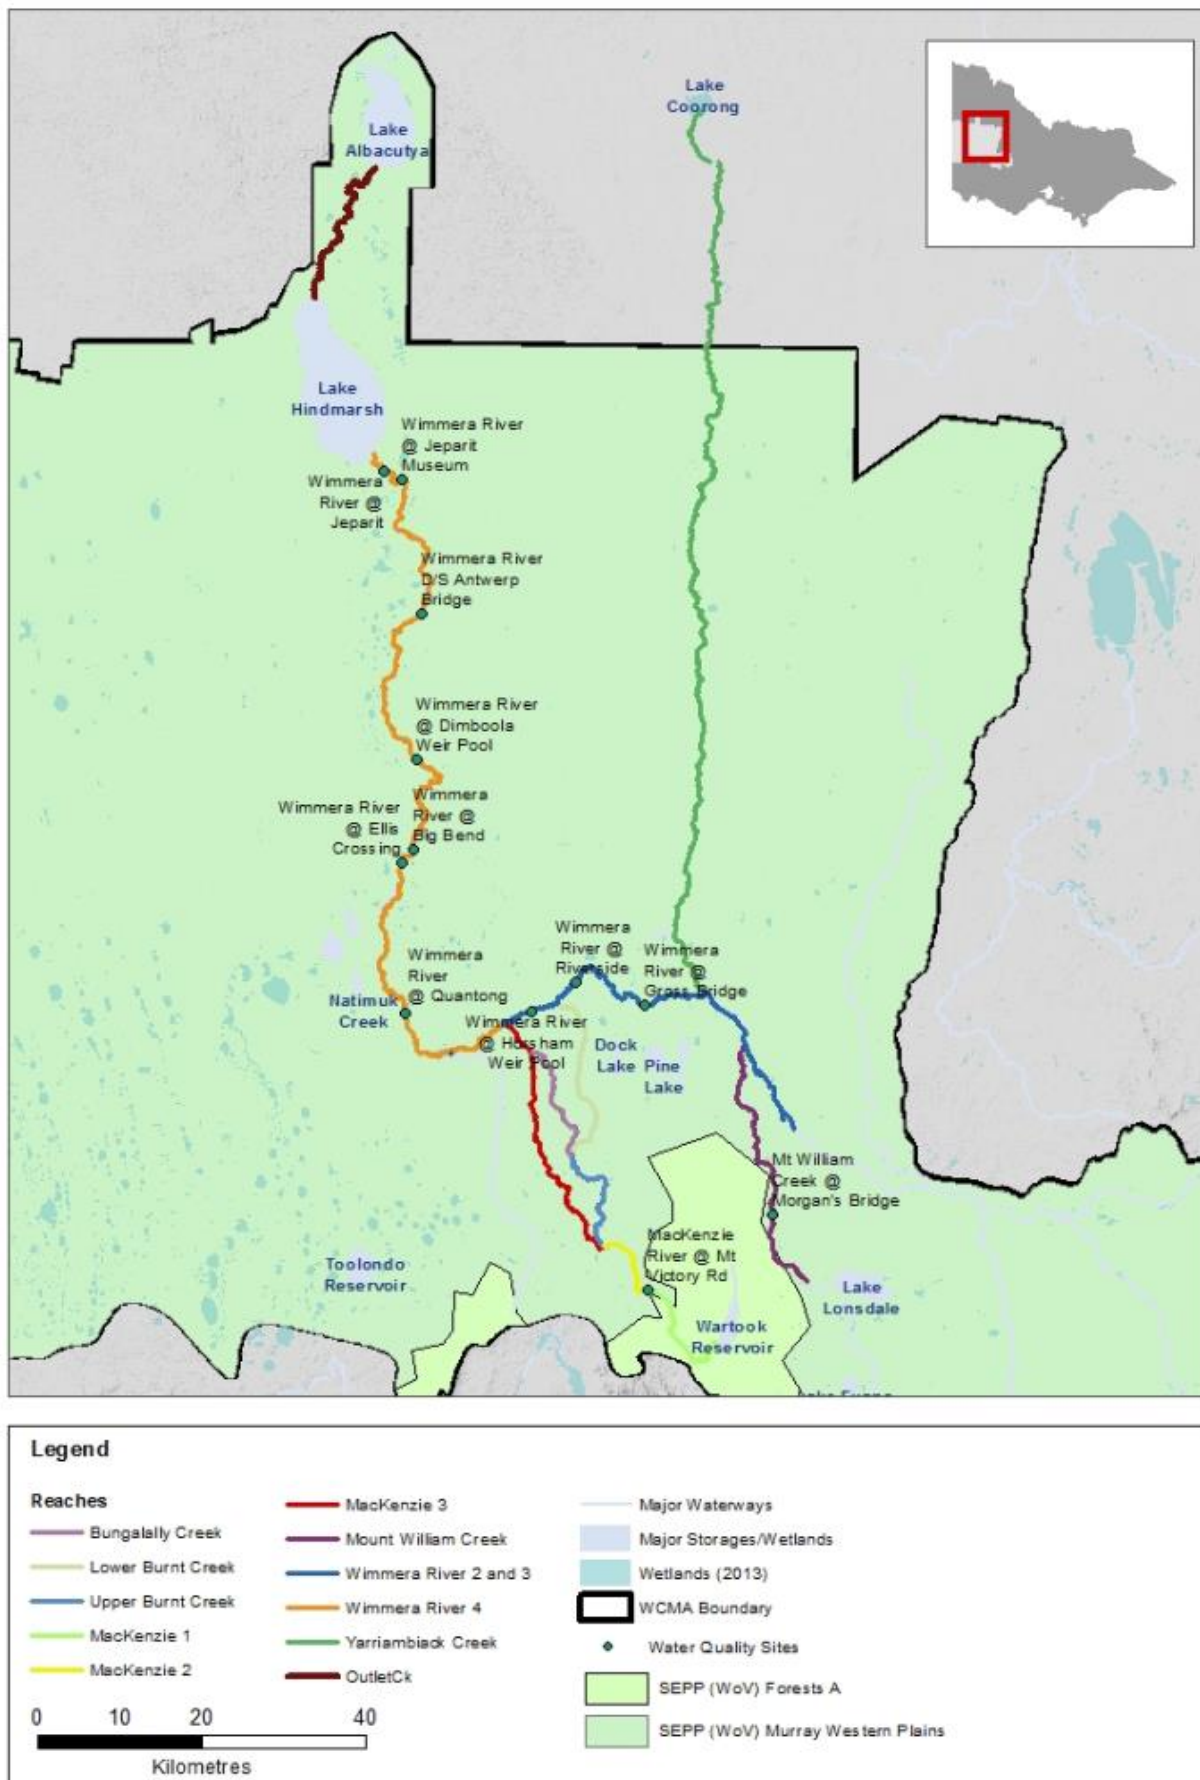 Lake
Coorong
Lake
Albacutya
Lake
Hindmarsh
Wimmera River
@ Jeparit
Museum
Wimmera
River @
Jeparit
Wimmera River
D/S Antwerp
Bridge
Wimmera River
@ Dimboola
Weir Pool
Wimmera
River @
Big Bend
Wimmera River
@ Ellis
Crossing
Wimmera
River @
Riverside
Wimmera
River @
Gross Bridge
Wimmera
River
@ Quantong
Natimuk
Creek
Wimmera River
@ Horsham
Weir Pool
Dock
Lake
Pine
Lake
Mt William
Creek @
Morgan's Bridge
MacKenzie
River @ Mt
Victory Rd
Toolondo
Reservoir
Lake
Lonsdale
Wartook
Reservoir
Legend
Reaches
Bungalally Creek
Lower Burnt Creek
Upper Burnt Creek
MacKenzie 1
MacKenzie 2
MacKenzie 3
Mount William Creek
Wimmera River 2 and 3
Wimmera River 4
Yarriambiack Creek
OutletCk
Major Waterways
Major Storages/Wetlands
Wetlands (2013)
WCMA Boundary
Water Quality Sites
SEPP (WoV) Forests A
SEPP (WoV) Murray Western Plains
0 10 20 40
Kilometres